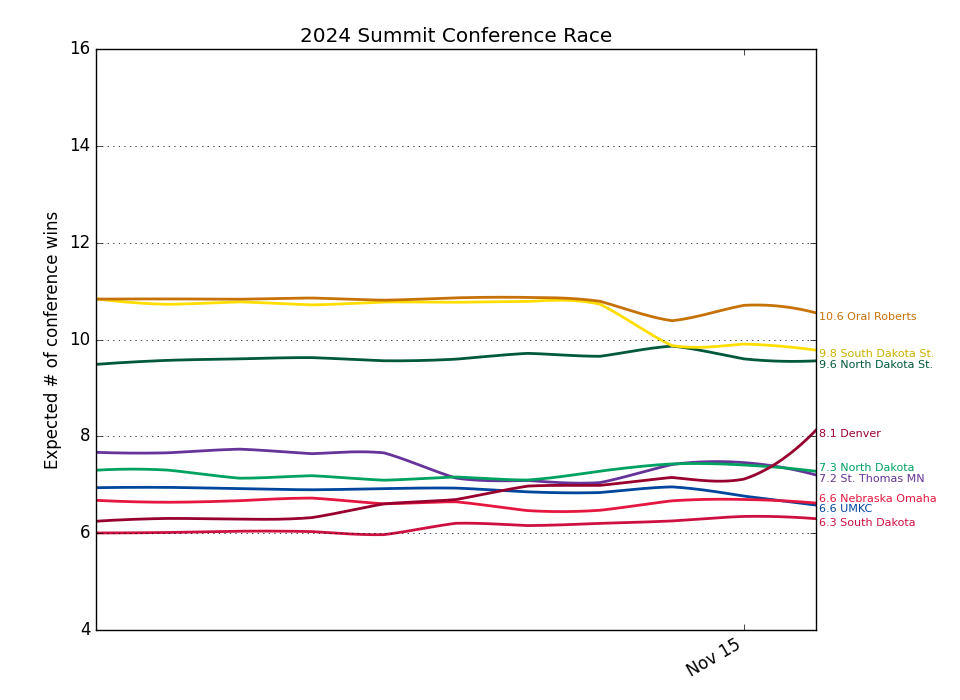 2024 Summit Conference Race
Expected # of conference wins
16
14
12
10
8
6
4
10.6 Oral Roberts
9.8 South Dakota St.
9.6 North Dakota St.
8.1 Denver
7.3 North Dakota
7.2 St. Thomas MN
6.6 Nebraska Omaha
6.6 UMKC
6.3 South Dakota
Nov 15